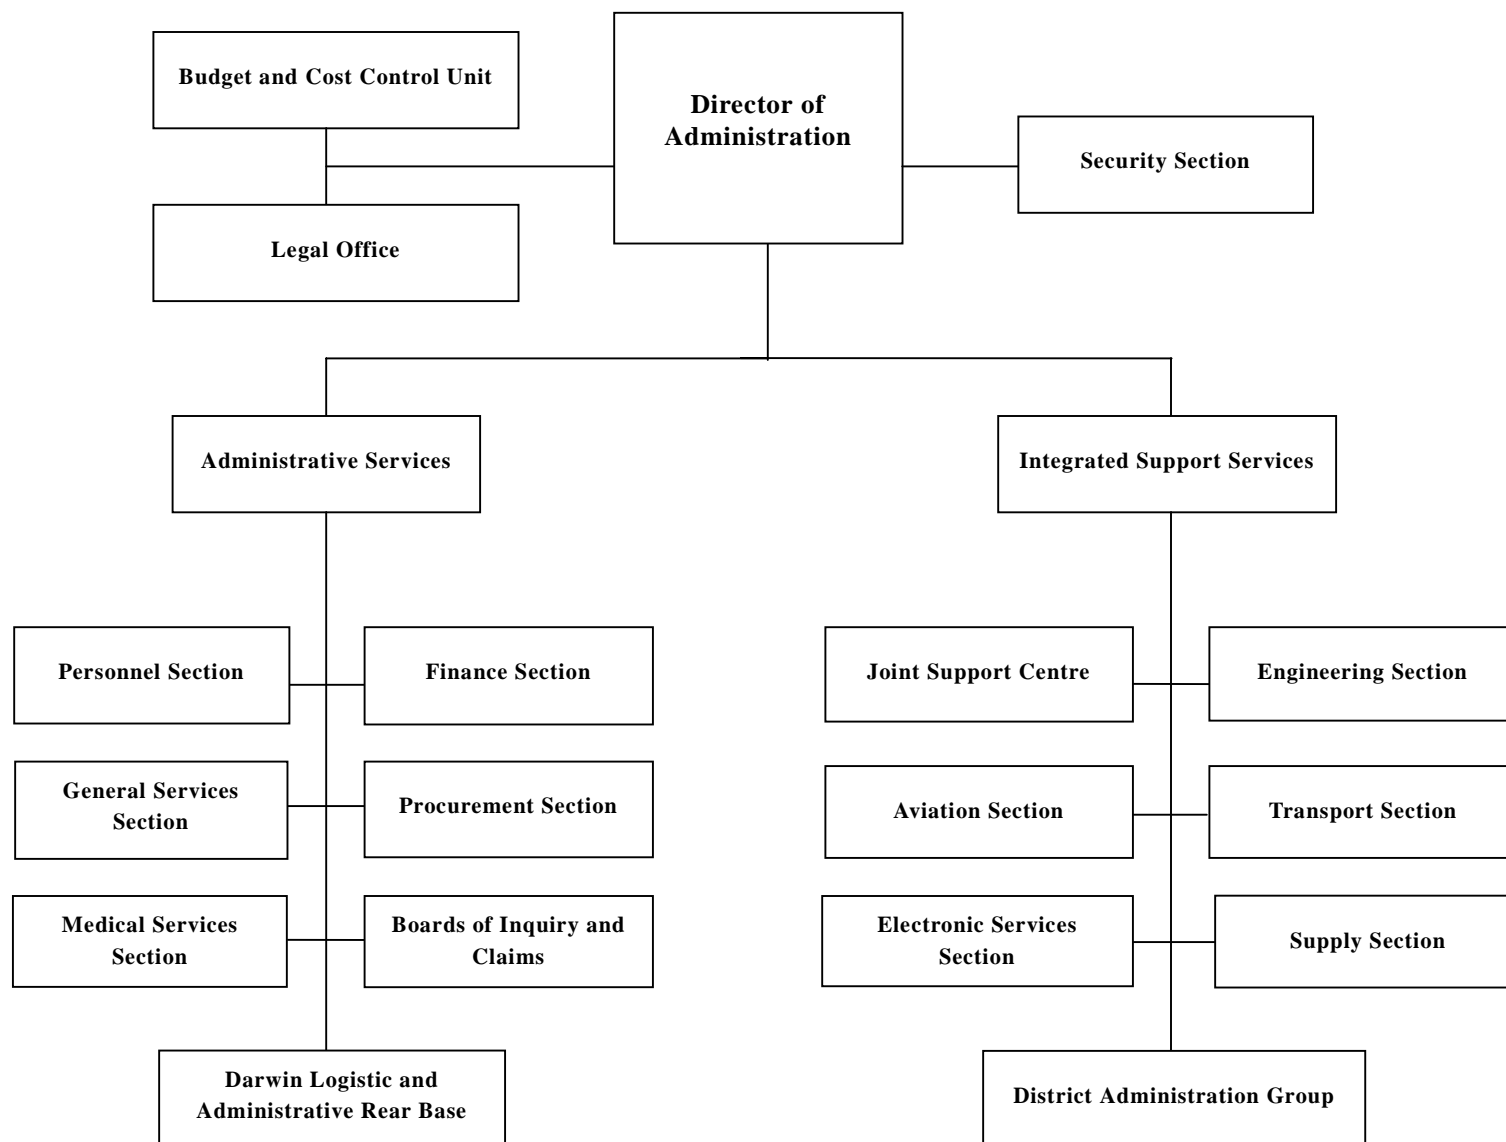 Budget and Cost Control Unit
Director of
Administration
Security Section
Legal Office
Administrative Services
Integrated Support Services
Personnel Section
Finance Section
Joint Support Centre
Engineering Section
General Services
Section
Procurement Section
Aviation Section
Transport Section
Medical Services
Section
Boards of Inquiry and
Claims
Electronic Services
Section
Supply Section
Darwin Logistic and
Administrative Rear Base
District Administration Group